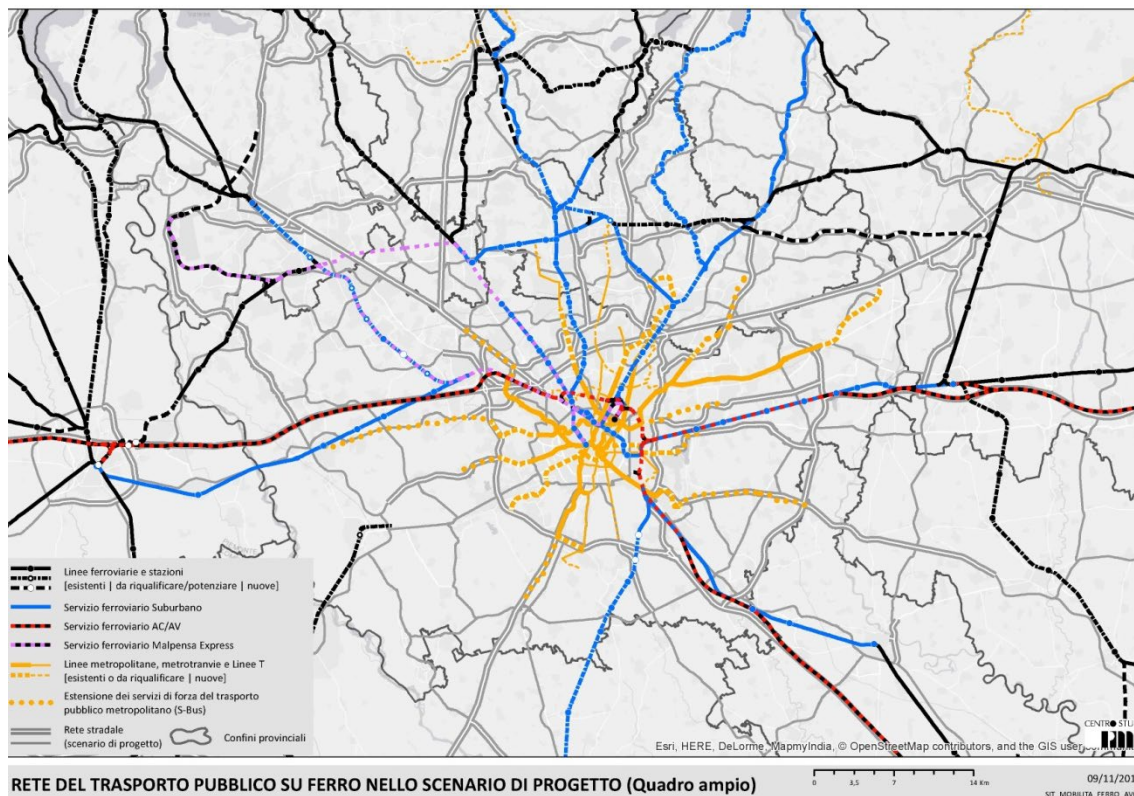 Linee ferroviarie e stazioni
[esistenti | da riqualificare/potenziare | nuove]
Servizio ferroviario Suburbano
Servizio ferroviario AC/AV
Servizio ferroviario Malpensa Express
Linee metropolitane, metrotranvie e Linee T
[esistenti o da riqualificare | nuove]
Estensione dei servizi di forza del trasporto
pubblico metropolitano (S-Bus)
Rete stradale
(scenario di progetto)
Confini provinciali
CENTRO STU
Esri, HERE, DeLorme, MapmyIndia, © OpenStreetMap contributors, and the GIS user
RETE DEL TRASPORTO PUBBLICO SU FERRO NELLO SCENARIO DI PROGETTO (Quadro ampio)
0 3,5 7 14 Km
09/11/201
SIT_MOBILITA_FERRO_AV